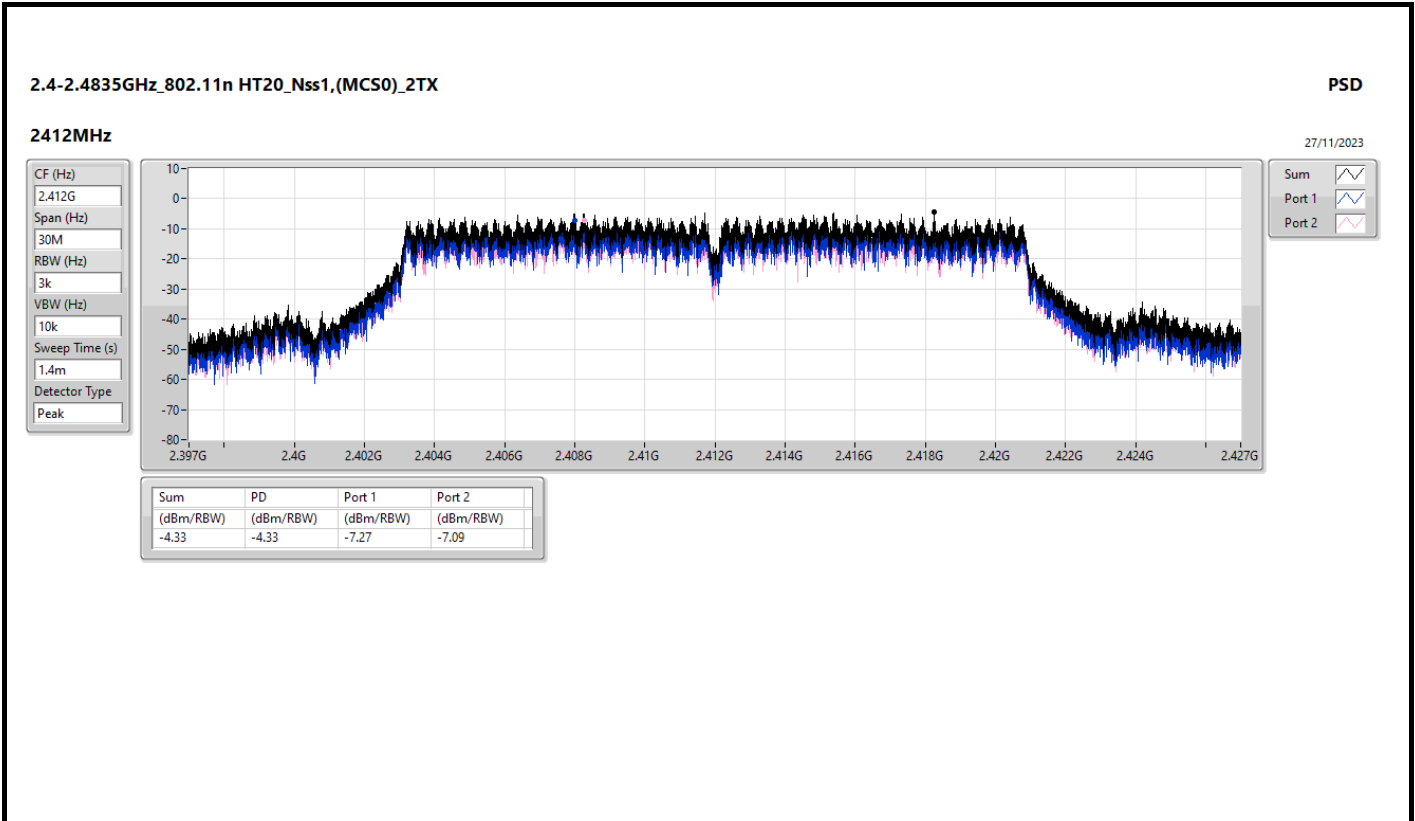 2.4-2.4835GHz_802.11n HT20_Nss1,(MCS0)_2TX
PSD
2412MHz
27/11/2023
CF (Hz)
2.412G
Span (Hz)
30M
RBW (Hz)
3k
VBW (Hz)
10k
Sweep Time (s)
1.4m
Detector Type
Peak
10
0
-10
-20
-30
-40
-50
-60
-70
-80
2.397G 2.4G 2.402G 2.404G 2.406G 2.408G 2.41G 2.412G 2.414G 2.416G 2.418G 2.42G 2.422G 2.424G 2.427G
Sum
Port 1
Port 2
Sum PD Port 1 Port 2
(dBm/RBW) (dBm/RBW) (dBm/RBW) (dBm/RBW)
-4.33 -4.33 -7.27 -7.09